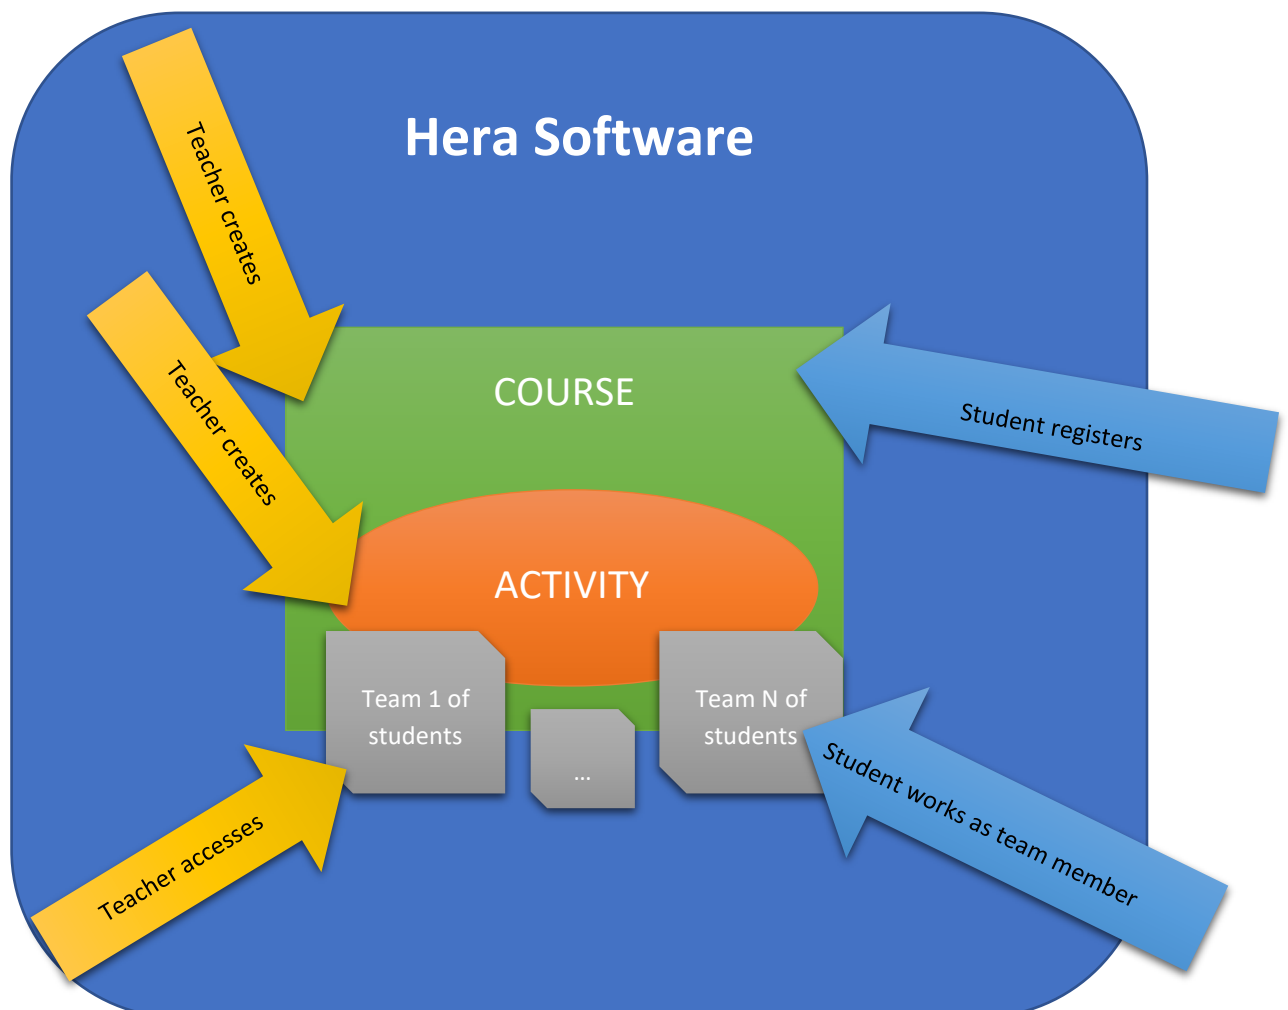 Hera Software
Teacher creates
Teacher creates
COURSE
Student registers
ACTIVITY
Team 1 of
students
...
Team N of
students
Teacher accesses
Student works as team member